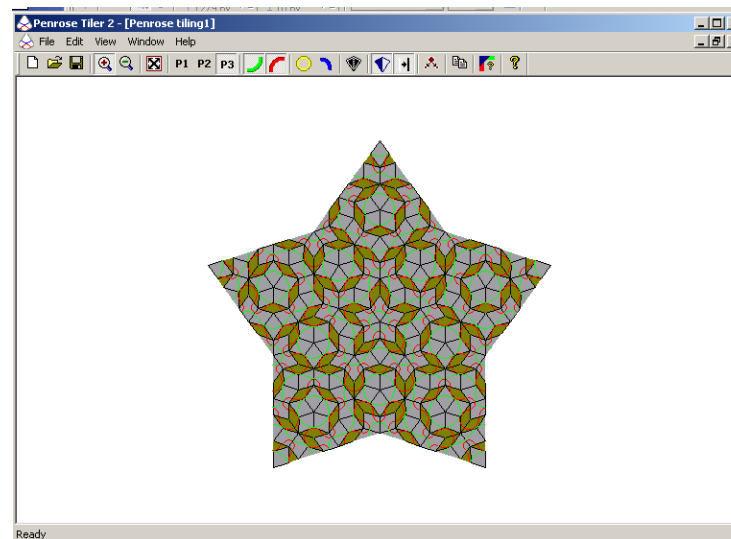 Penrose Tiler 2 - [Penrose tiling1]
File Edit View Window Help
P1 P2 P3
Ready